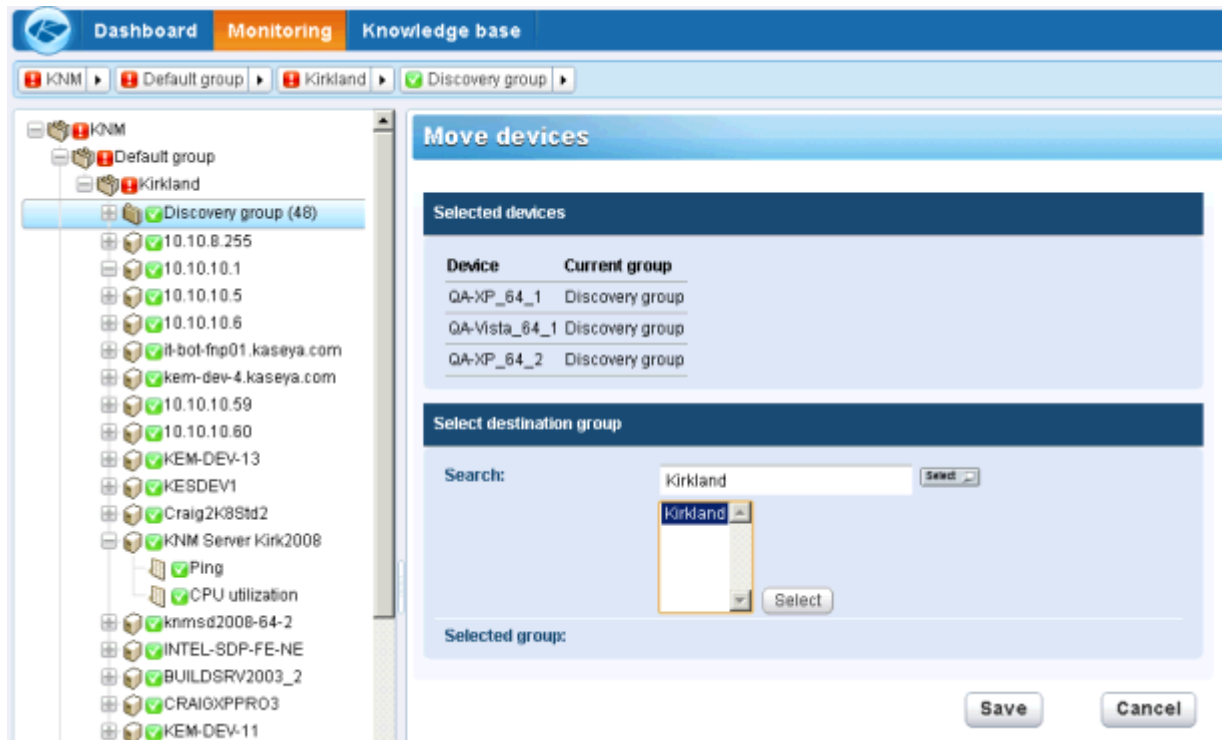 Dashboard Monitoring Knowledge base
KNM Default group Kirkland Discovery group
KNM
Default group
Kirkland
Discovery group (48)
10.10.8.255
10.10.10.1
10.10.10.5
10.10.10.6
it-bot-fnp01.kaseya.com
kem-dev-4.kaseya.com
10.10.10.59
10.10.10.60
KEM-DEV-13
KESDEV1
Craig2K8Std2
KNM Server Kirk2008
Ping
CPU utilization
knmsd2008-64-2
INTEL-SDP-FE-NE
BUILDSRV2003_2
CRAIGXPPRO3
KEM-DEV-11
Move devices
Selected devices
Device Current group
QA-XP_64_1 Discovery group
QA-Vista_64_1 Discovery group
QA-XP_64_2 Discovery group
Select destination group
Search: Kirkland Select
Kirkland
Select
Selected group:
Save Cancel